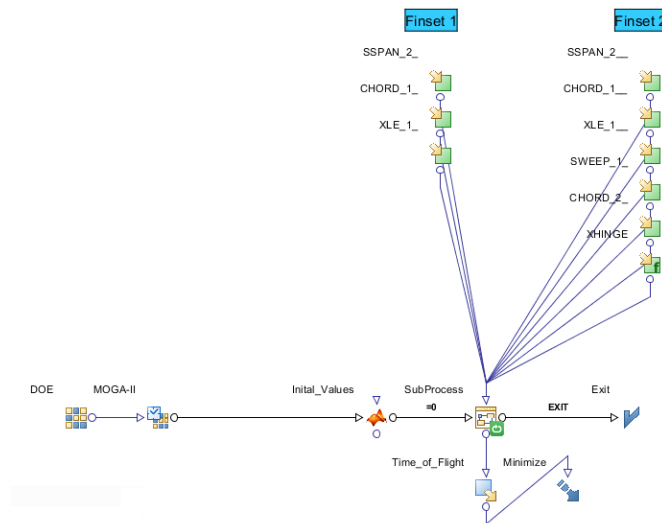 Finset 1
Finset 2
SSPAN_2_
SSPAN_2__
CHORD_1_
CHORD_1__
XLE_1_
XLE_1__
SWEEP_1_
CHORD_2_
XHINGE
f
DOE
MOGA-II
Inital_Values
SubProcess
Exit
=0
EXIT
Time_of_Flight
Minimize